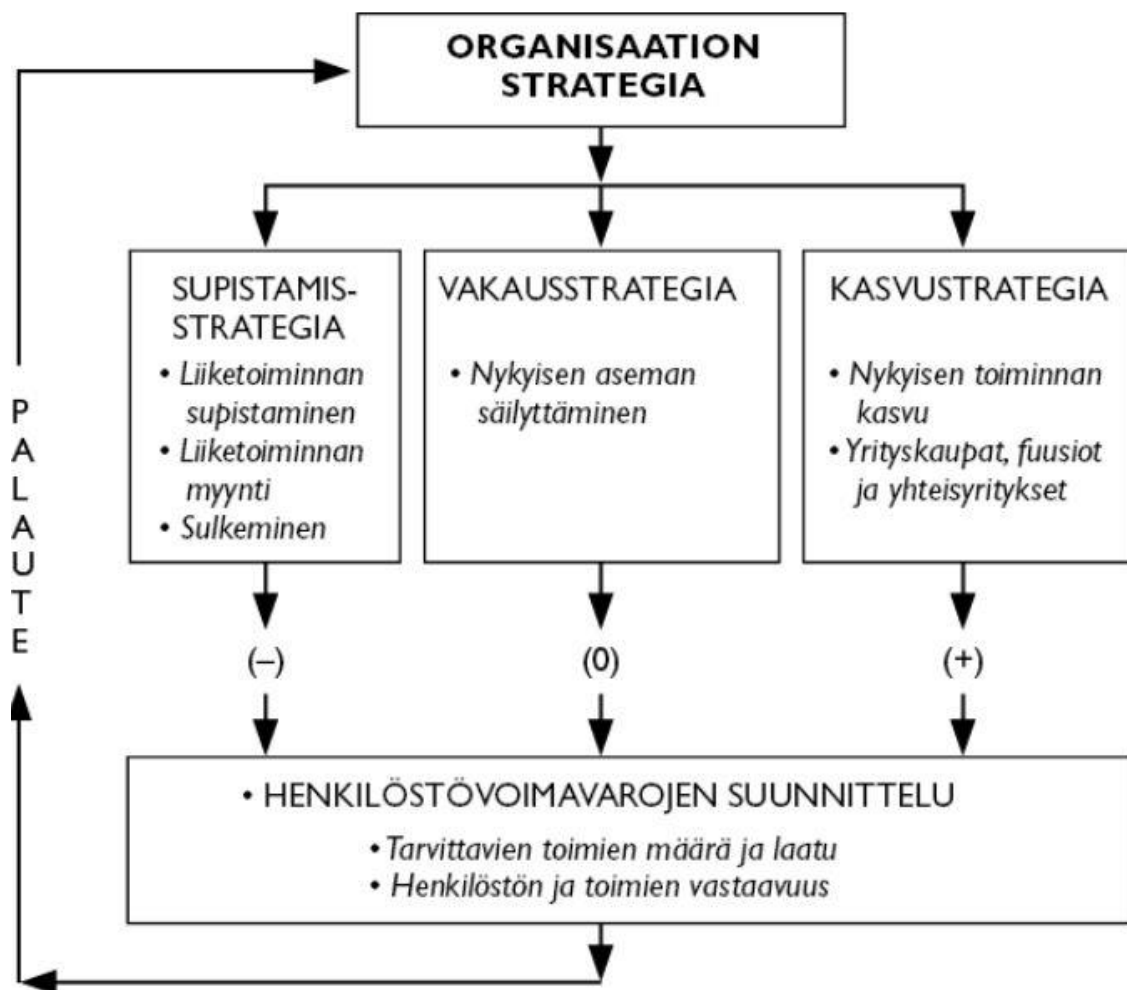 ORGANISAATION
STRATEGIA
SUPISTAMIS-
STRATEGIA
• Liiketoiminnan
supistaminen
• Liiketoiminnan
myynti
• Sulkeminen
VAKAUSSTRATEGIA
• Nykyisen aseman
säilyttäminen
KASVUSTRATEGIA
• Nykyisen toiminnan
kasvu
• Yrityskaupat, fuusiot
ja yhteisyritykset
PALAUTE
(–)
(0)
(+)
• HENKILÖSTÖVOIMAVAROJEN SUUNNITTELU
• Tarvittavien toimien määrä ja laatu
• Henkilöstön ja toimien vastaavuus